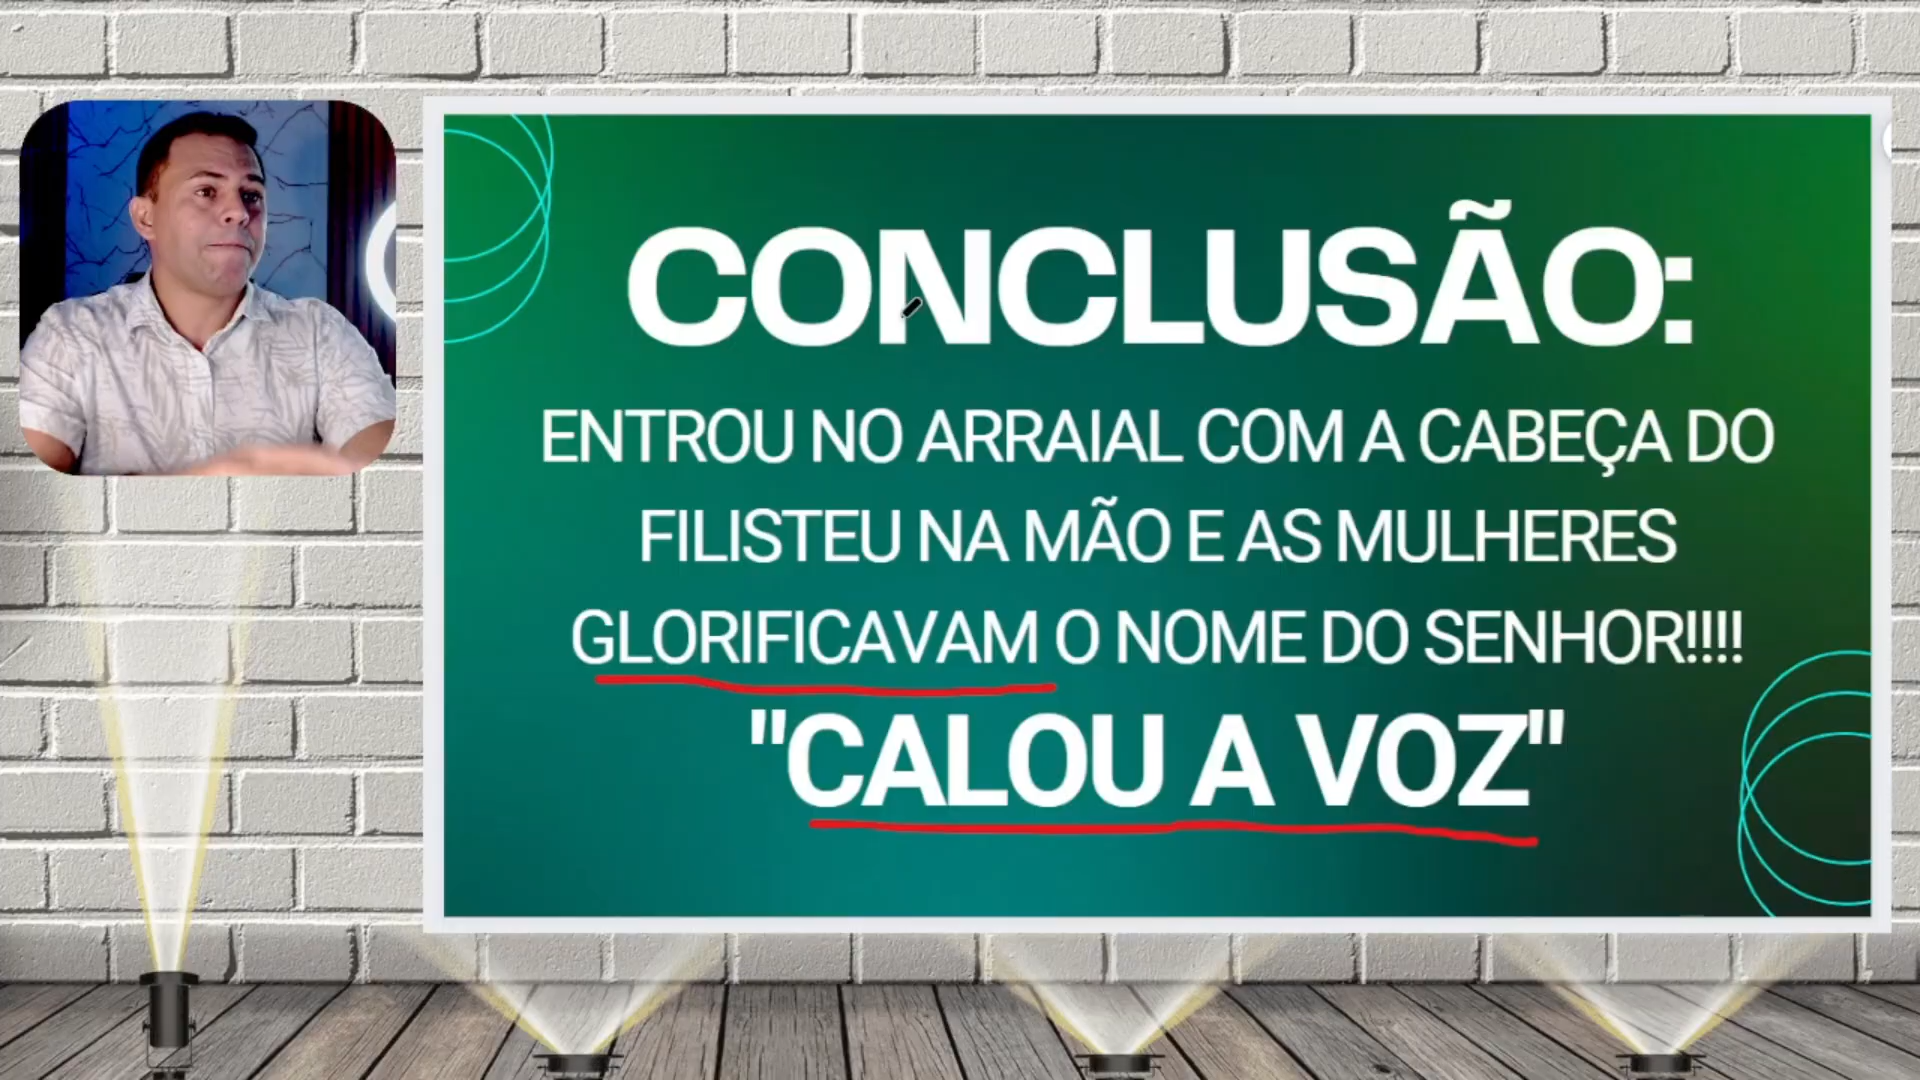 CONCLUSÃO:
ENTROU NO ARRAIAL COM A CABEÇA DO
FILISTEU NA MÃO E AS MULHERES
GLORIFICAVAM O NOME DO SENHOR!!!!
"CALOU A VOZ"